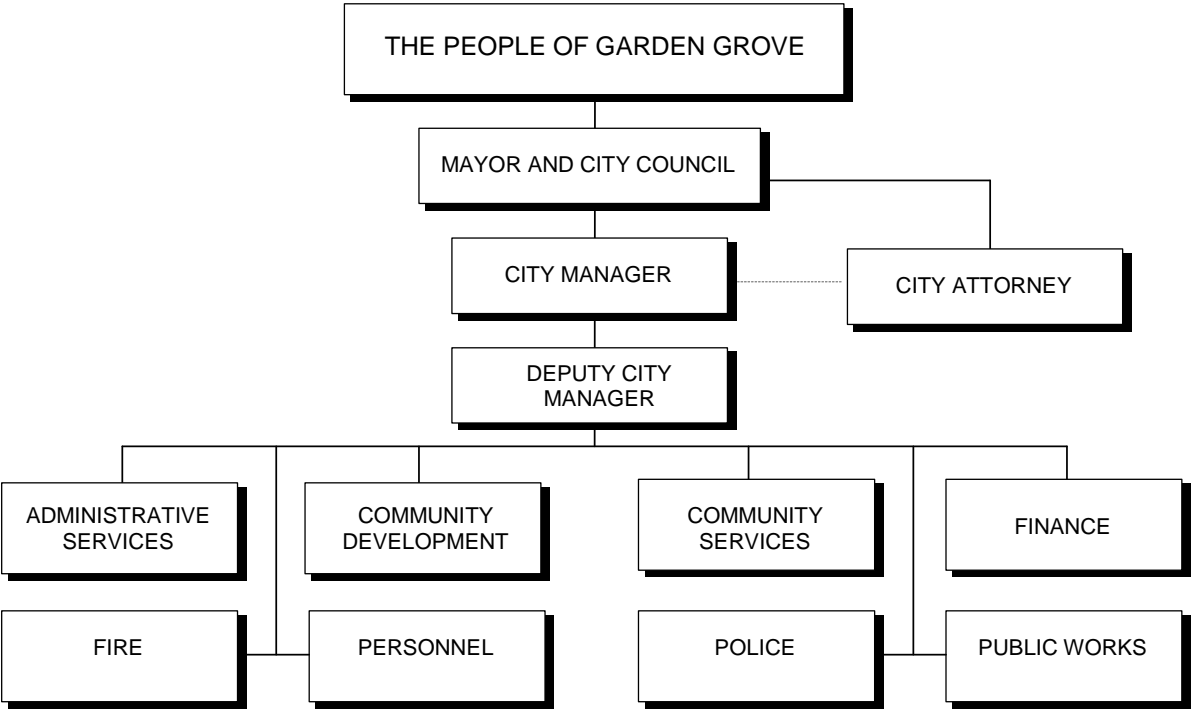 THE PEOPLE OF GARDEN GROVE
MAYOR AND CITY COUNCIL
CITY MANAGER
CITY ATTORNEY
DEPUTY CITY
MANAGER
ADMINISTRATIVE
SERVICES
COMMUNITY
DEVELOPMENT
COMMUNITY
SERVICES
FINANCE
FIRE
PERSONNEL
POLICE
PUBLIC WORKS